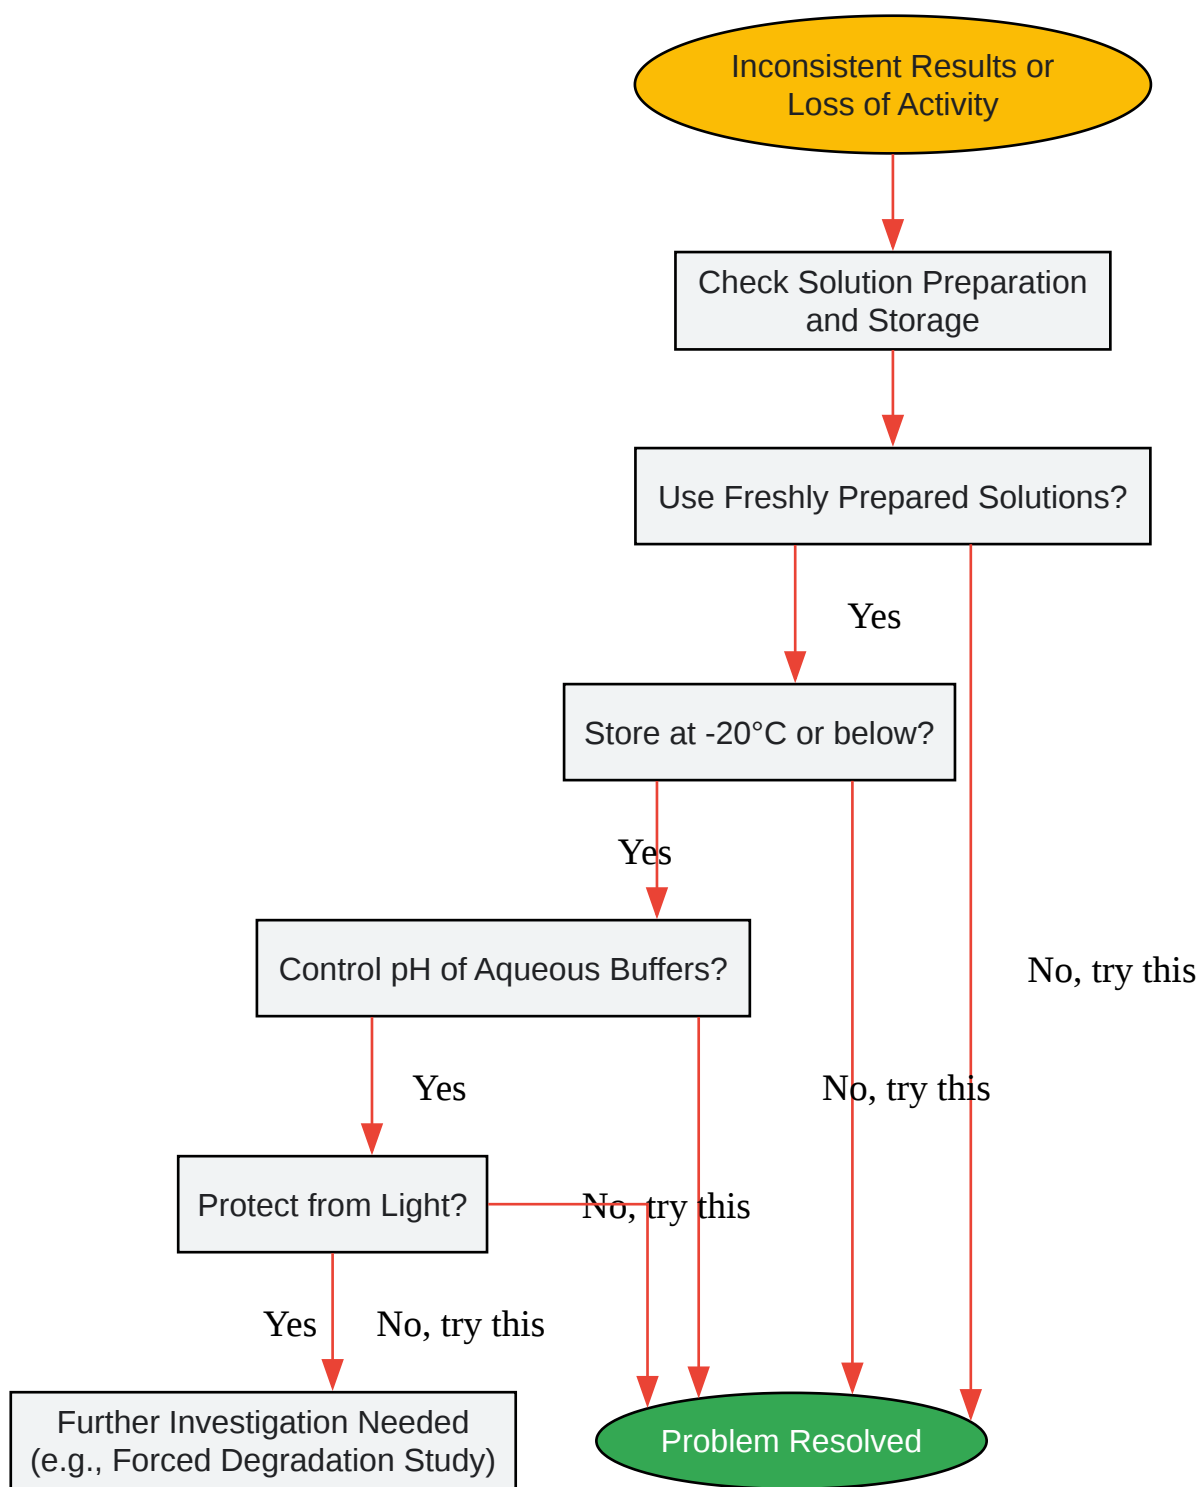 Inconsistent Results or
Loss of Activity
Check Solution Preparation
and Storage
Use Freshly Prepared Solutions?
Yes
Store at -20°C or below?
Yes
Control pH of Aqueous Buffers?
No, try this
Yes
No, try this
Protect from Light?
No, try this
Yes
No, try this
Further Investigation Needed
(e.g., Forced Degradation Study)
Problem Resolved